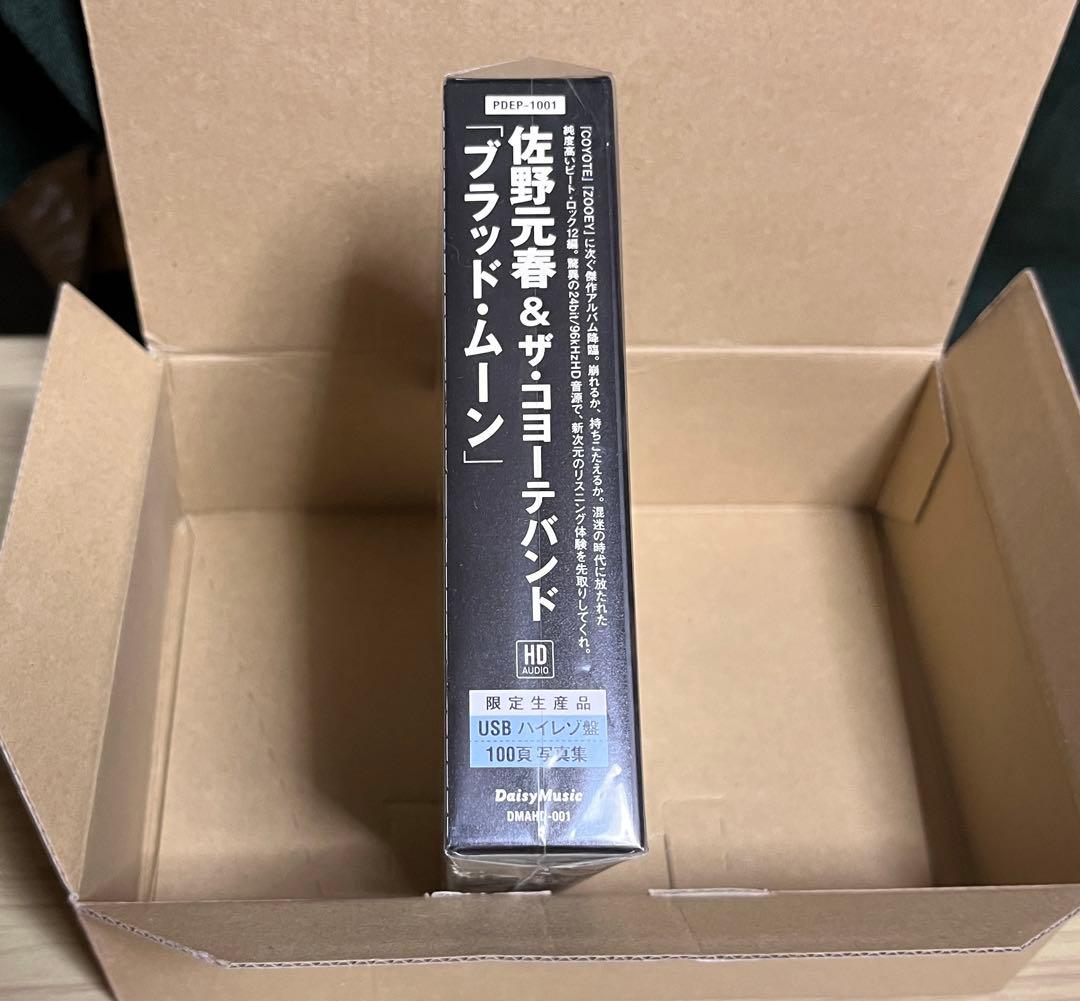 PDEP-1001
『COYOTE』『ZOOEY』に次ぐ傑作アルバム降臨。崩れるか、持ちこたえるか。混迷の時代に放たれた
純度高いビート・ロック12編。驚異の24bit/96kHzHD音源で、新次元のリスニング体験を先取りしてくれ。
佐野元春 & ザ・コヨーテバンド
「ブラッド・ムーン」
HD
AUDIO
限定生産品
USB ハイレゾ盤
100頁 写真集
DaisyMusic
DMAHD-001